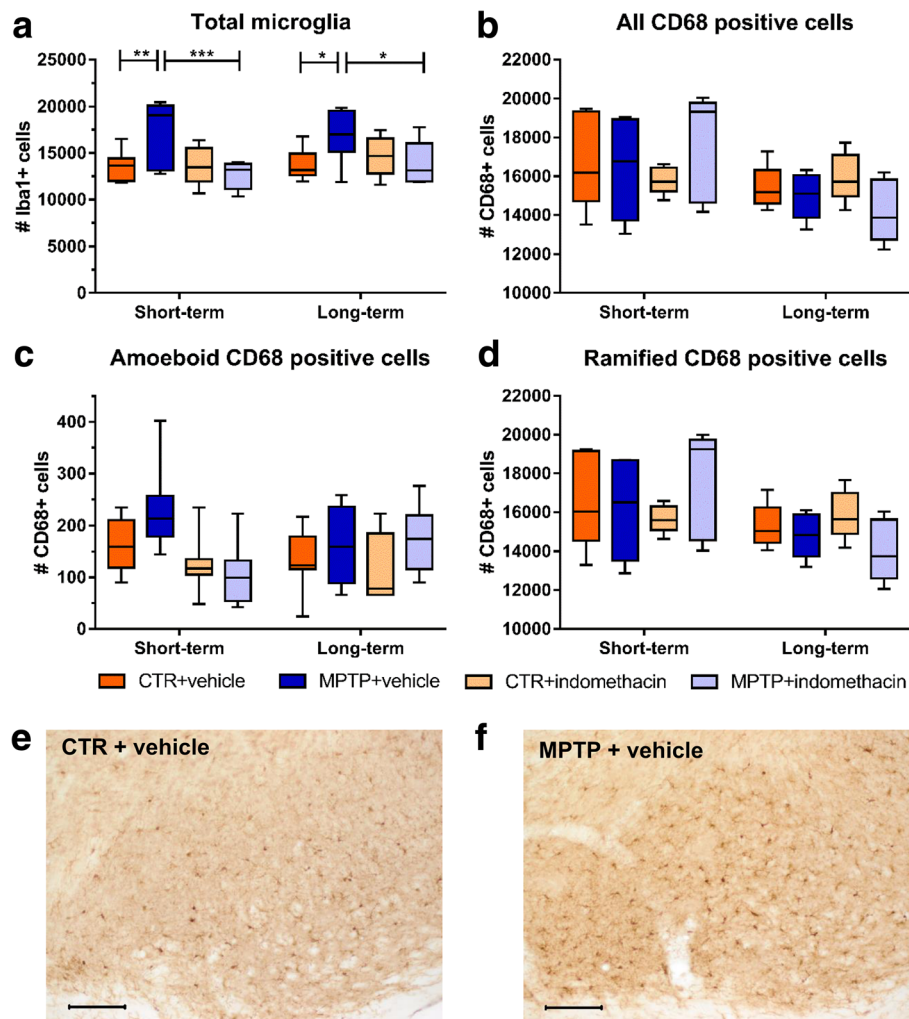 a
Total microglia
** *** * *
# Iba1+ cells
25000
20000
15000
10000
5000
0
Short-term Long-term
b
All CD68 positive cells
# CD68+ cells
22000
20000
18000
16000
14000
12000
10000
Short-term Long-term
c
Amoeboid CD68 positive cells
# CD68+ cells
400
300
200
100
0
Short-term Long-term
d
Ramified CD68 positive cells
# CD68+ cells
22000
20000
18000
16000
14000
12000
10000
Short-term Long-term
CTR+vehicle MPTP+vehicle CTR+indomethacin MPTP+indomethacin
e
CTR + vehicle
f
MPTP + vehicle